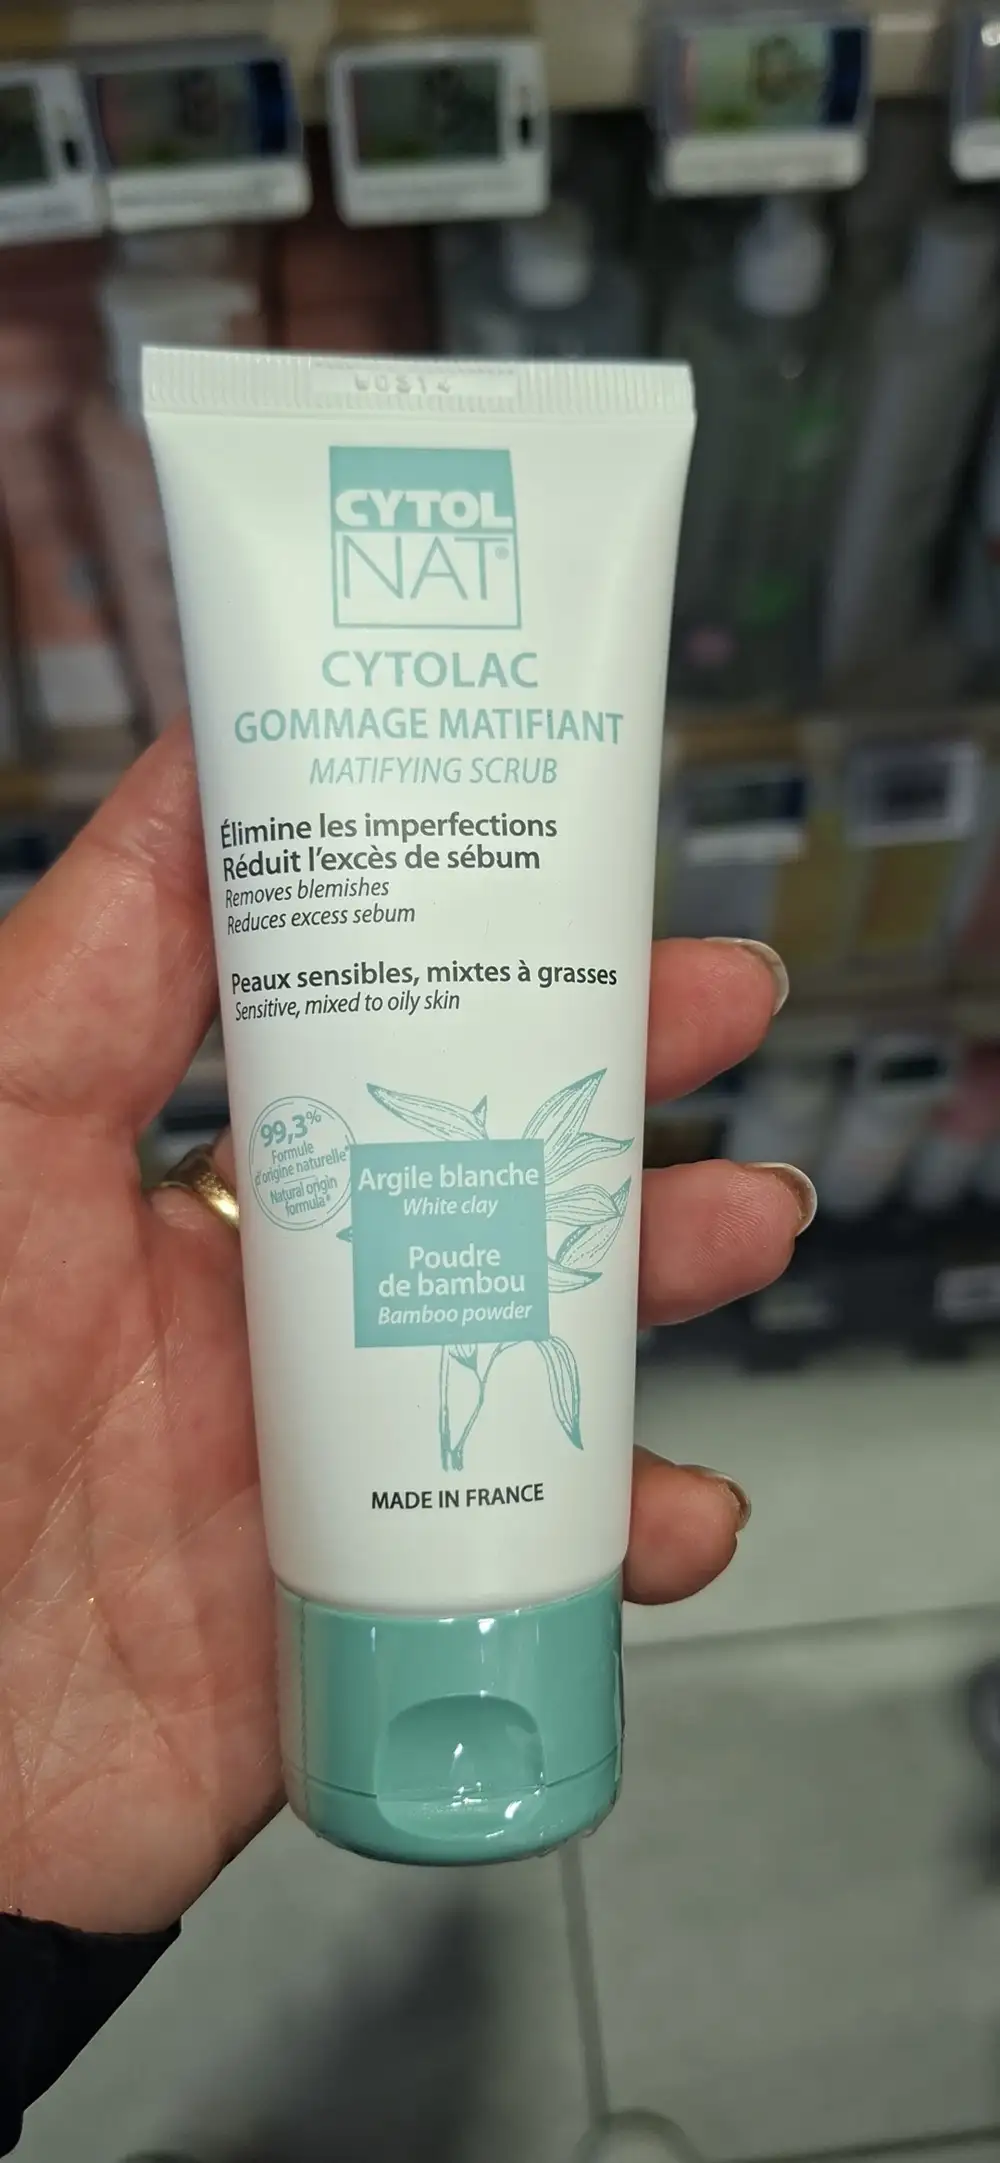 CYTOL
NAT®
CYTOLAC
GOMMAGE MATIFIANT
MATIFYING SCRUB
Élimine les imperfections
Réduit l'excès de sébum
Removes blemishes
Reduces excess sebum
Peaux sensibles, mixtes à grasses
Sensitive, mixed to oily skin
99,3%
Formule
d'origine naturelle*
Natural origin
formula*
Argile blanche
White clay
Poudre
de bambou
Bamboo powder
MADE IN FRANCE